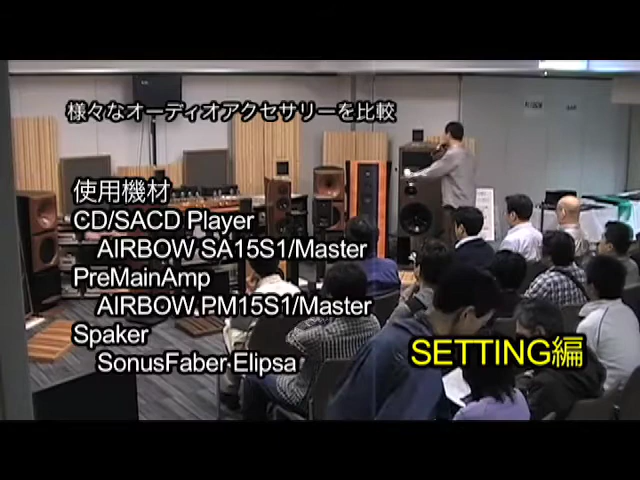 様々なオーディオアクセサリーを比較
使用機材
CD/SACD Player
AIRBOW SA15S1/Master
PreMainAmp
AIRBOW PM15S1/Master
Spaker
SonusFaber Elipsa
SETTING編